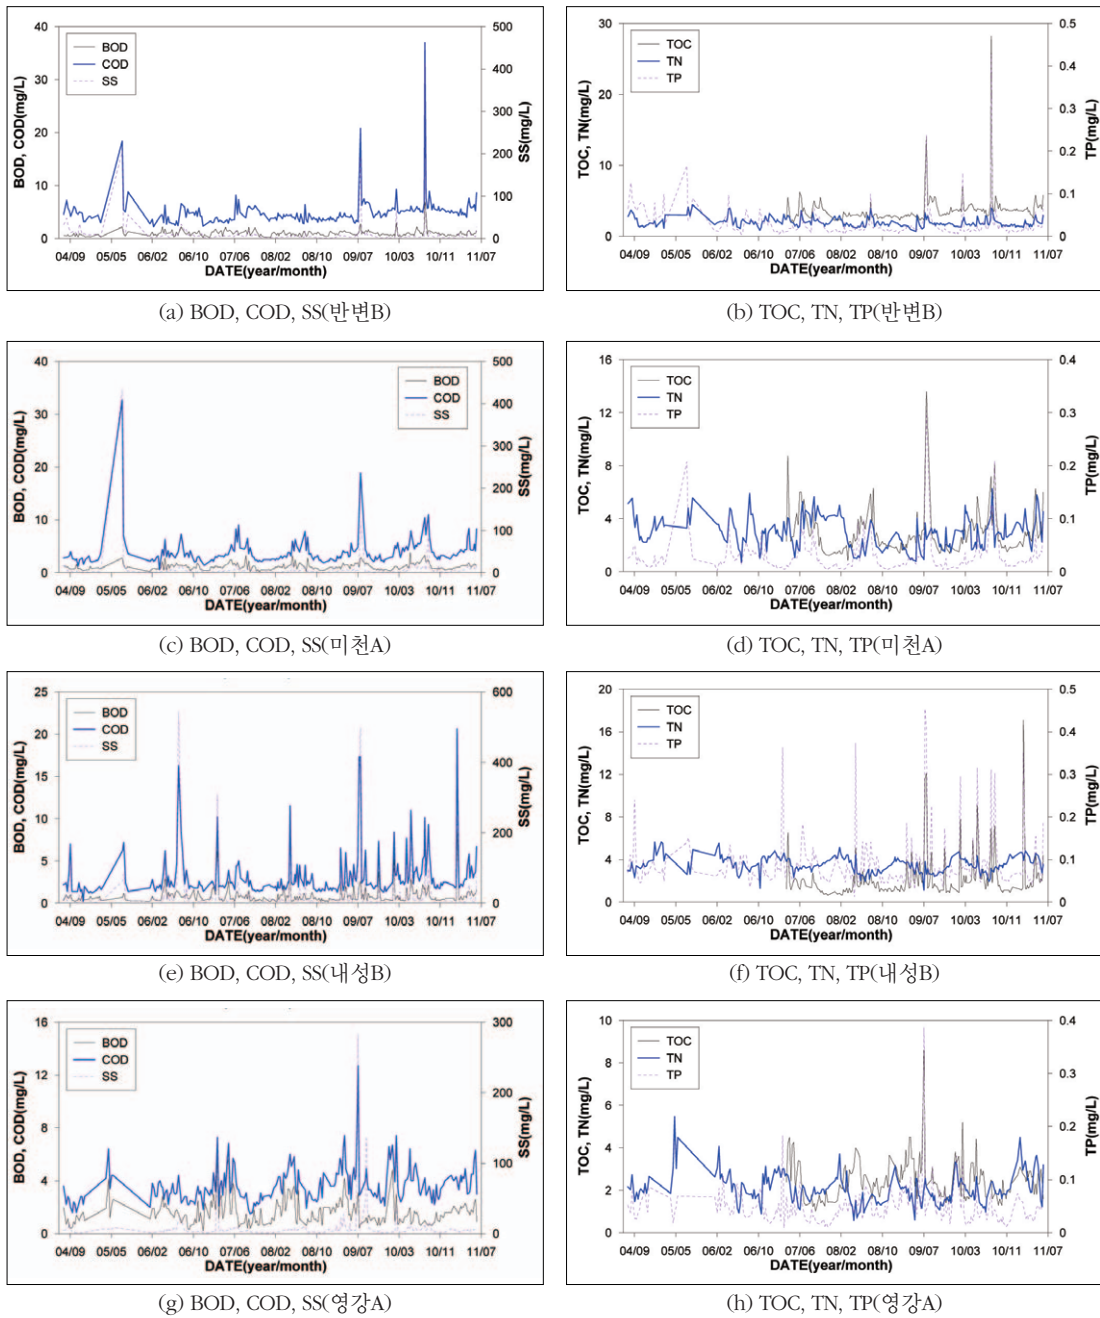 BOD, COD(mg/L)
40
30
20
10
0
BOD
COD
SS
500
400
300
200
100
0
SS(mg/L)
04/09 05/05 06/02 06/10 07/06 08/02 08/10 09/07 10/03 10/11 11/07
DATE(year/month)
(a) BOD, COD, SS(반변B)
TOC, TN(mg/L)
30
20
10
0
TOC
TN
TP
0.5
0.4
0.3
0.2
0.1
0
TP(mg/L)
04/09 05/05 06/02 06/10 07/06 08/02 08/10 09/07 10/03 10/11 11/07
DATE(year/month)
(b) TOC, TN, TP(반변B)
BOD, COD(mg/L)
40
30
20
10
0
BOD
COD
SS
500
400
300
200
100
0
SS(mg/L)
04/09 05/05 06/02 06/10 07/06 08/02 08/10 09/07 10/03 10/11 11/07
DATE(year/month)
(c) BOD, COD, SS(미천A)
TOC, TN(mg/L)
16
12
8
4
0
TOC
TN
TP
0.4
0.3
0.2
0.1
0
TP(mg/L)
04/09 05/05 06/02 06/10 07/06 08/02 08/10 09/07 10/03 10/11 11/07
DATE(year/month)
(d) TOC, TN, TP(미천A)
BOD, COD(mg/L)
25
20
15
10
5
0
BOD
COD
SS
600
400
200
0
SS(mg/L)
04/09 05/05 06/02 06/10 07/06 08/02 08/10 09/07 10/03 10/11 11/07
DATE(year/month)
(e) BOD, COD, SS(내성B)
TOC, TN(mg/L)
20
16
12
8
4
0
TOC
TN
TP
0.5
0.4
0.3
0.2
0.1
0
TP(mg/L)
04/09 05/05 06/02 06/10 07/06 08/02 08/10 09/07 10/03 10/11 11/07
DATE(year/month)
(f) TOC, TN, TP(내성B)
BOD, COD(mg/L)
16
12
8
4
0
BOD
COD
SS
300
200
100
0
SS(mg/L)
04/09 05/05 06/02 06/10 07/06 08/02 08/10 09/07 10/03 10/11 11/07
DATE(year/month)
(g) BOD, COD, SS(영강A)
TOC, TN(mg/L)
10
8
6
4
2
0
TOC
TN
TP
0.4
0.3
0.2
0.1
0
TP(mg/L)
04/09 05/05 06/02 06/10 07/06 08/02 08/10 09/07 10/03 10/11 11/07
DATE(year/month)
(h) TOC, TN, TP(영강A)